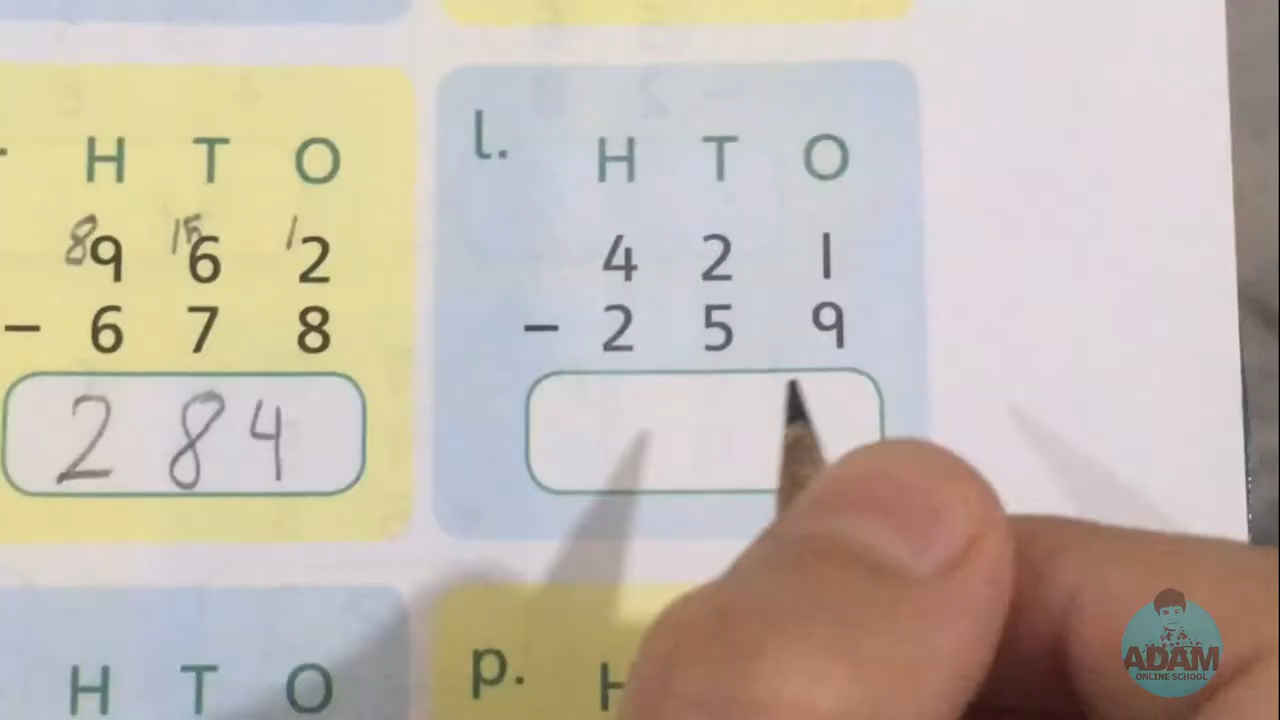 H T O
8 15 1
9 6 2
- 6 7 8
2 8 4
l. H T O
4 2 1
- 2 5 9
H T O
p. H
ADAM
ONLINE SCHOOL